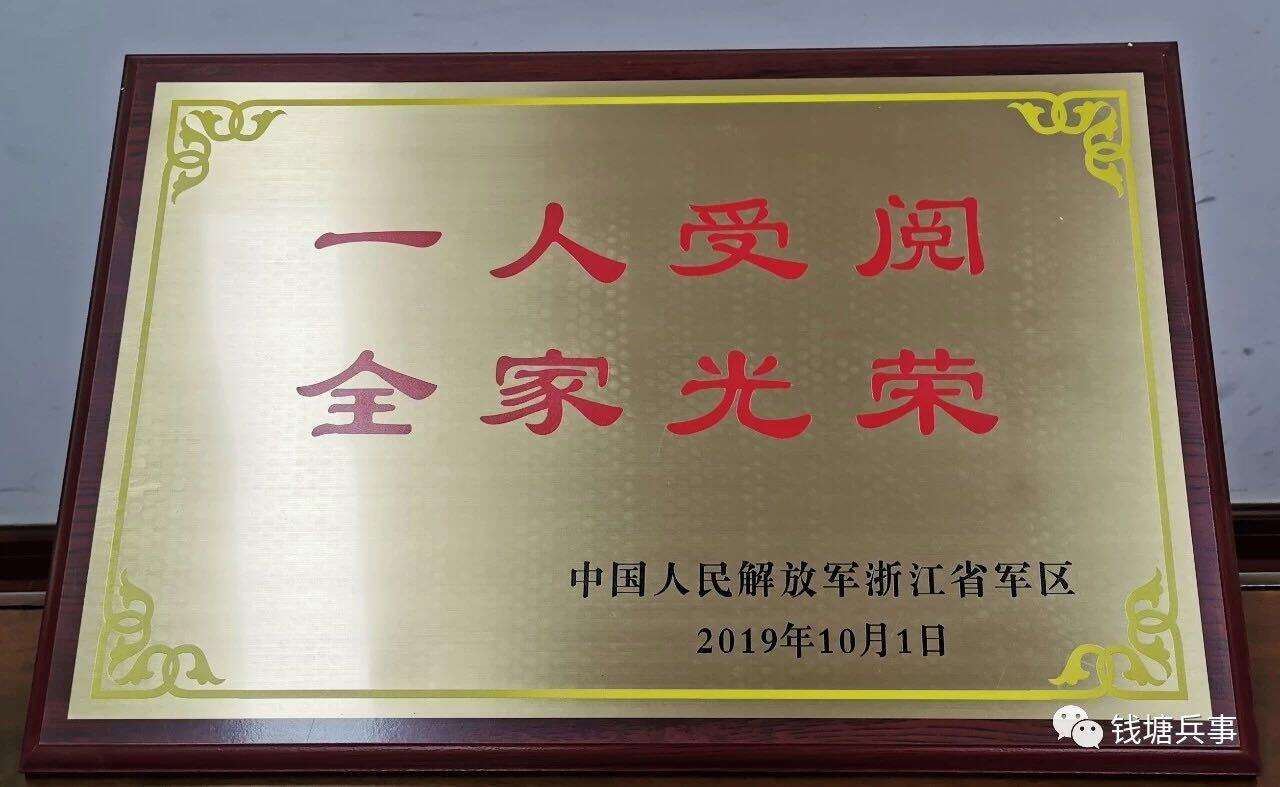 一人受阅
全家光荣
中国人民解放军浙江省军区
2019年10月1日
钱塘兵事